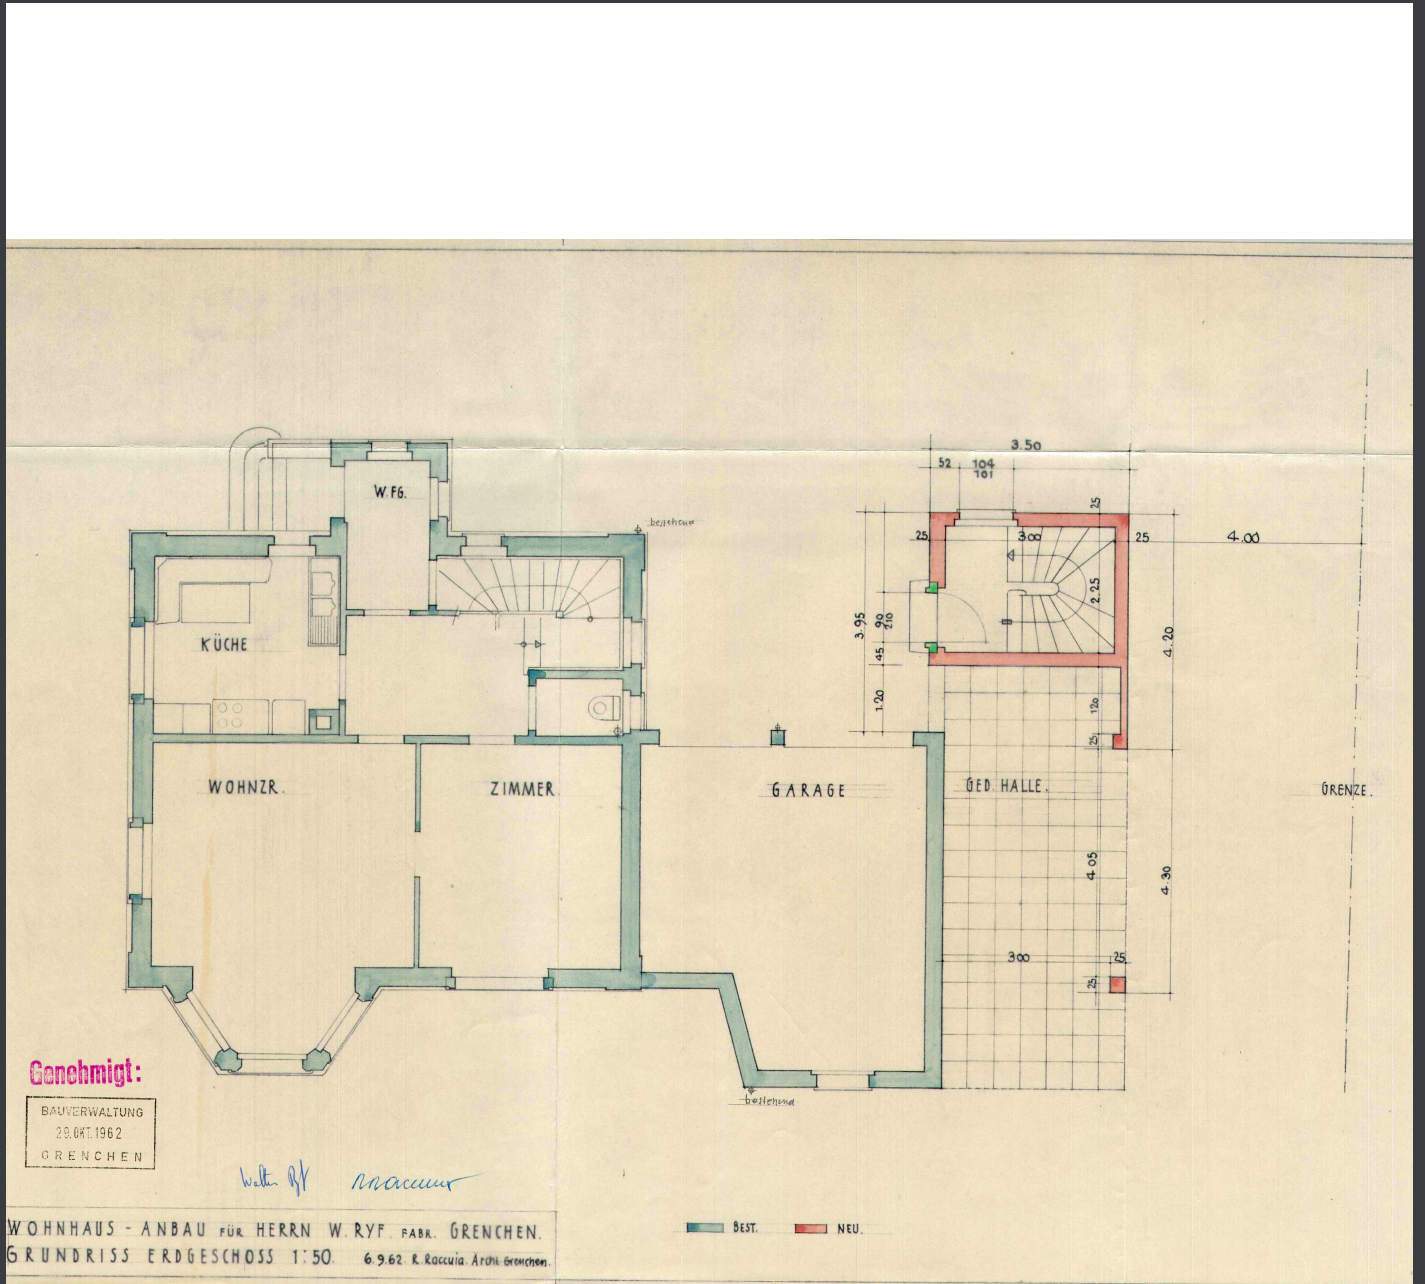 3.50
52 104
101
W.FG.
bestehend
25
25 300 25 4.00
2.25
KÜCHE
3.95
90
210
45
4.20
1.20
120
25
WOHNZR.
ZIMMER.
GARAGE
GED. HALLE.
GRENZE.
4.05
4.30
300 25
25
Genehmigt:
BAUVERWALTUNG
29.OKT.1962
GRENCHEN
bestehend
WOHNHAUS - ANBAU FÜR HERRN W. RYF. FABR. GRENCHEN.
GRUNDRISS ERDGESCHOSS 1:50. 6.9.62. R. Raccuia. Archi. Grenchen.
BEST. NEU.